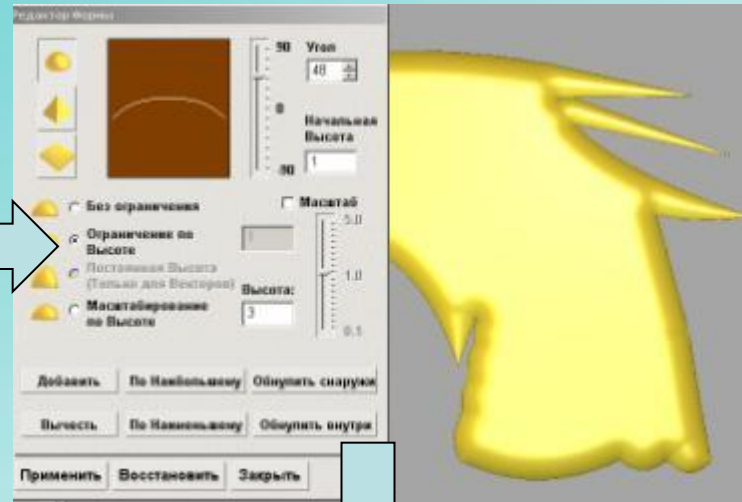 Редактор Формы
90
Угол
48
0
Начальная
Высота
1
-90
Без ограничения
Масштаб
5.0
Ограничение по
Высоте
Постоянная Высота
(Только для Векторов)
1.0
Высота:
Масштабирование
по Высоте
3
0.1
Добавить
По Наибольшему
Обнулить снаружи
Вычесть
По Наименьшему
Обнулить внутри
Применить
Восстановить
Закрыть